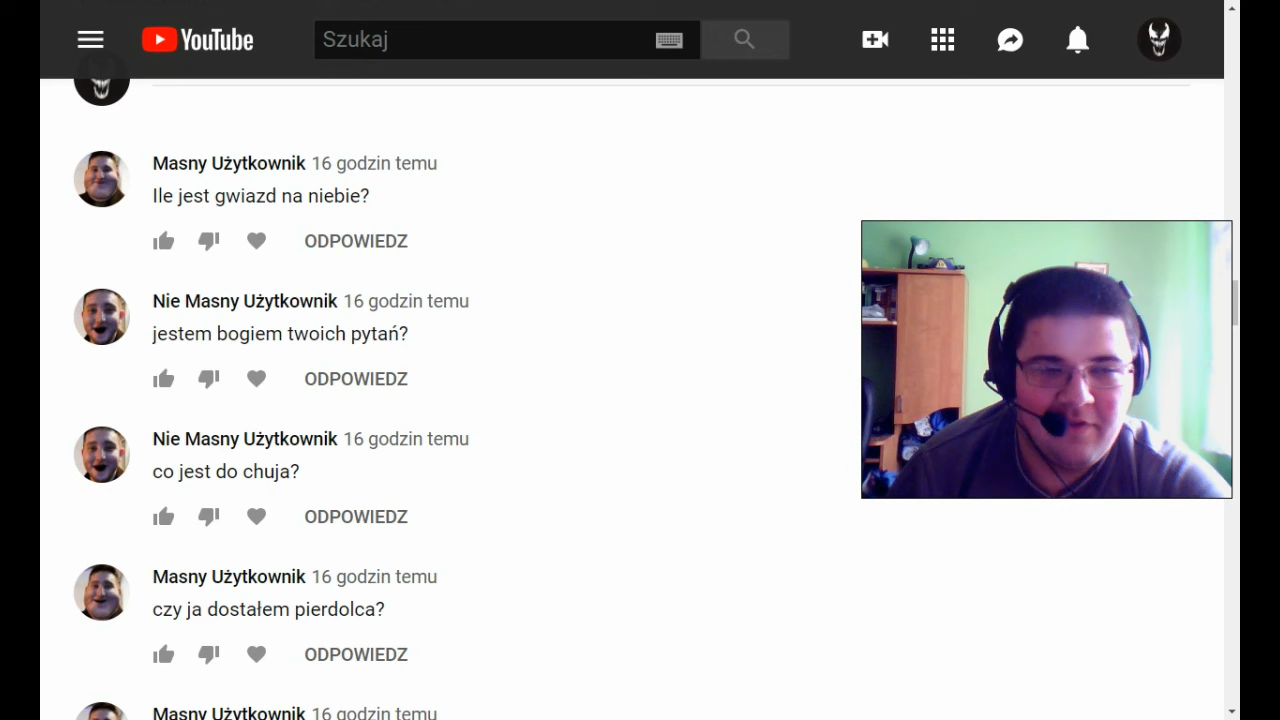 YouTube
Szukaj
Masny Użytkownik 16 godzin temu
Ile jest gwiazd na niebie?
ODPOWIEDZ
Nie Masny Użytkownik 16 godzin temu
jestem bogiem twoich pytań?
ODPOWIEDZ
Nie Masny Użytkownik 16 godzin temu
co jest do chuja?
ODPOWIEDZ
Masny Użytkownik 16 godzin temu
czy ja dostałem pierdolca?
ODPOWIEDZ
Masny Użytkownik 16 godzin temu